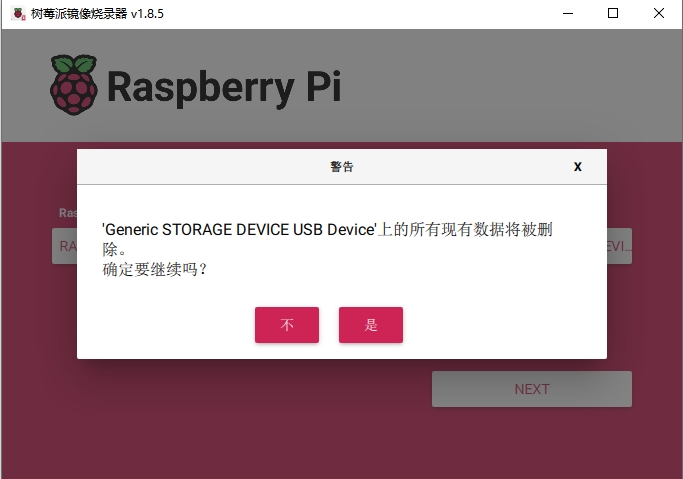 树莓派镜像烧录器 v1.8.5
Raspberry Pi
警告
X
Ras
'Generic STORAGE DEVICE USB Device'上的所有现有数据将被删
除。
确定要继续吗?
RA
EVI...
不
是
NEXT